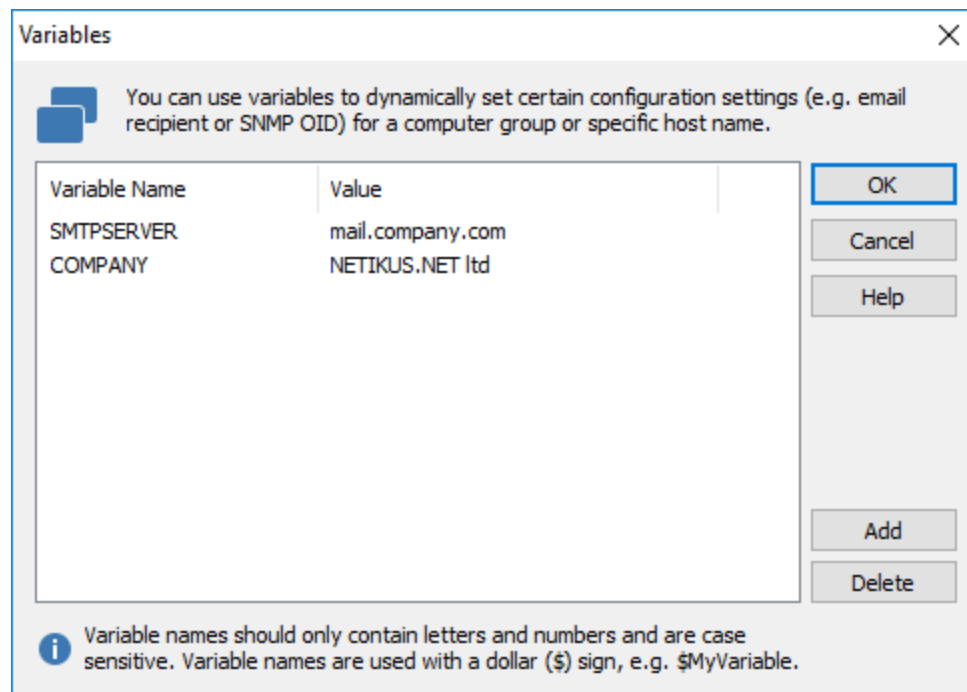 Variables
You can use variables to dynamically set certain configuration settings (e.g. email
recipient or SNMP OID) for a computer group or specific host name.
Variable Name Value
SMTPSERVER mail.company.com
COMPANY NETIKUS.NET ltd
OK
Cancel
Help
Add
Delete
Variable names should only contain letters and numbers and are case
sensitive. Variable names are used with a dollar ($) sign, e.g. $MyVariable.